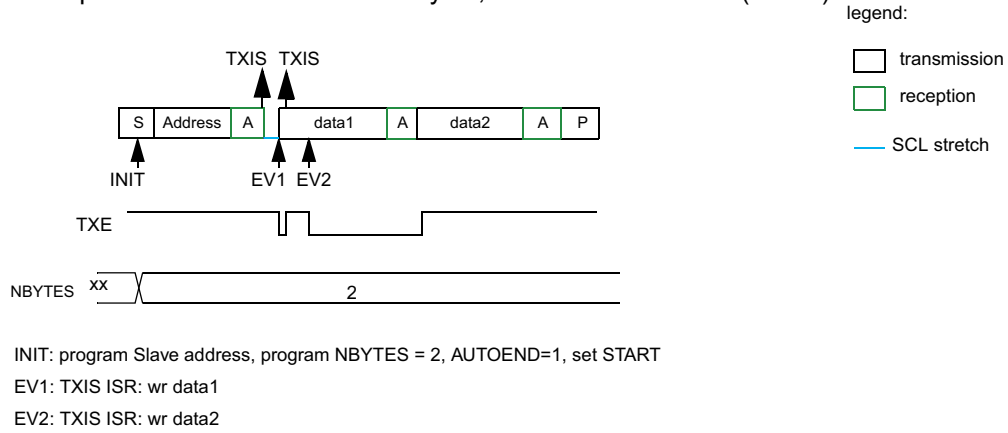 legend:
transmission
reception
SCL stretch
TXIS TXIS
S Address A data1 A data2 A P
INIT EV1 EV2
TXE
NBYTES xx 2
INIT: program Slave address, program NBYTES = 2, AUTOEND=1, set START
EV1: TXIS ISR: wr data1
EV2: TXIS ISR: wr data2